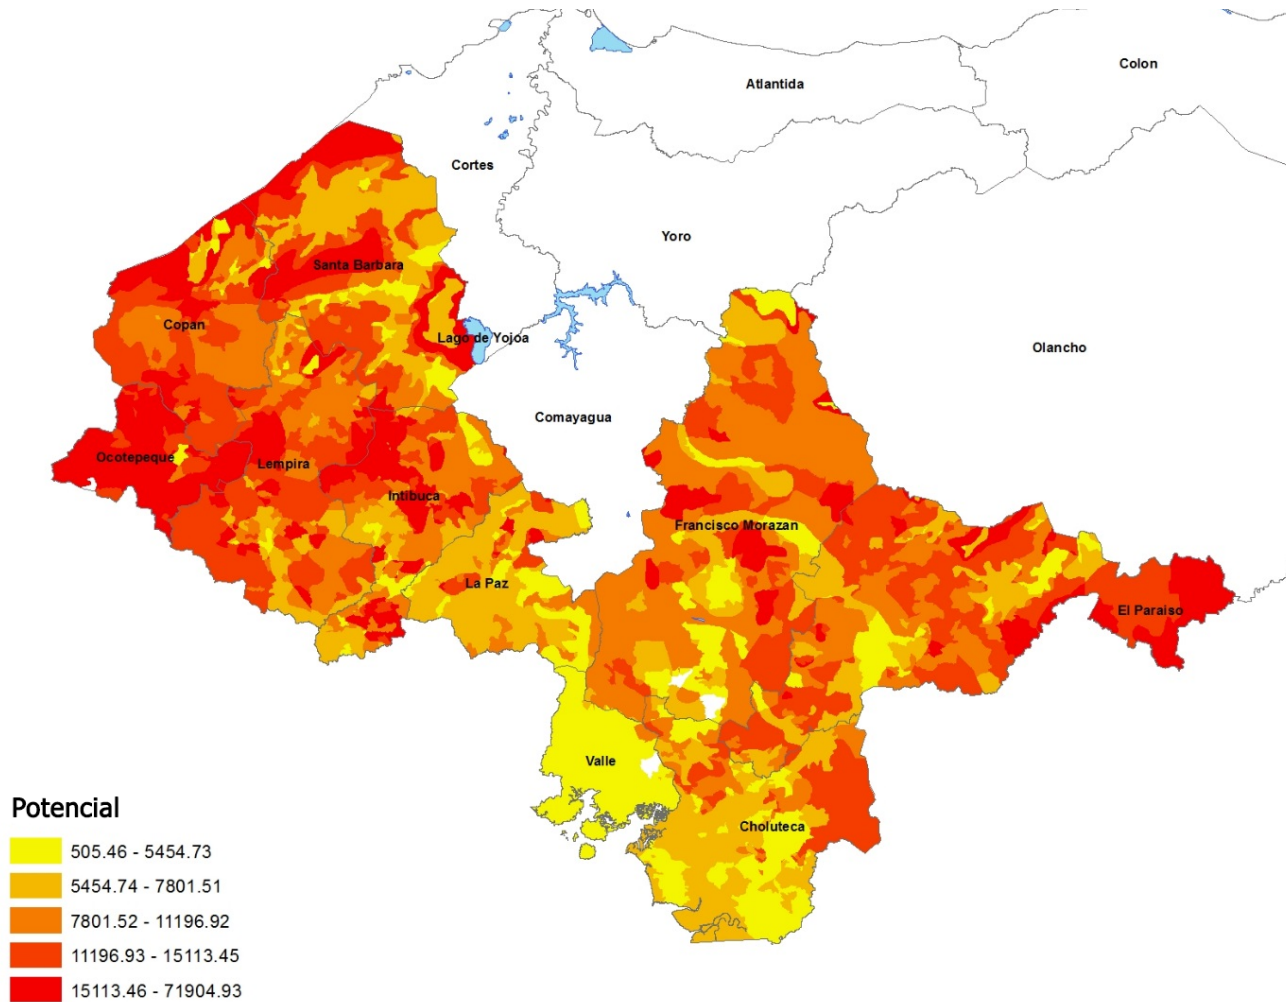 Colon
Atlantida
Cortes
Yoro
Santa Barbara
Copan
Lago de Yojoa
Olancho
Comayagua
Ocotepeque
Lempira
Intibuca
Francisco Morazan
La Paz
El Paraiso
Valle
Choluteca
Potencial
505.46 - 5454.73
5454.74 - 7801.51
7801.52 - 11196.92
11196.93 - 15113.45
15113.46 - 71904.93